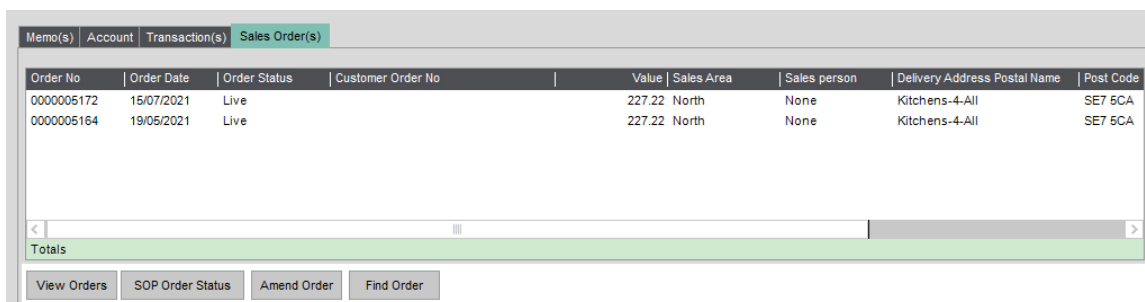 Memo(s) Account Transaction(s) Sales Order(s)
Order No Order Date Order Status Customer Order No Value Sales Area Sales person Delivery Address Postal Name Post Code
0000005172 15/07/2021 Live 227.22 North None Kitchens-4-All SE7 5CA
0000005164 19/05/2021 Live 227.22 North None Kitchens-4-All SE7 5CA
Totals
View Orders SOP Order Status Amend Order Find Order